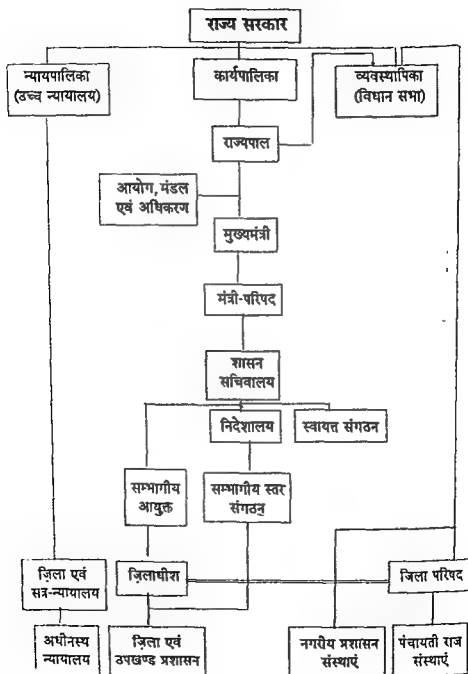 राज्य सरकार
न्यायपालिका
(उच्च न्यायालय)
कार्यपालिका
व्यवस्थापिका
(विधान सभा)
राज्यपाल
आयोग, मंडल
एवं अधिकरण
मुख्यमंत्री
मंत्री-परिषद
शासन
सचिवालय
निदेशालय
स्वायत्त संगठन
सम्भागीय
आयुक्त
सम्भागीय स्तर
संगठन
ज़िला एवं
सत्र-न्यायालय
ज़िलाधीश
जिला परिषद
अधीनस्थ
न्यायालय
ज़िला एवं
उपखण्ड प्रशासन
नगरीय प्रशासन
संस्थाएं
पंचायती राज
संस्थाएं